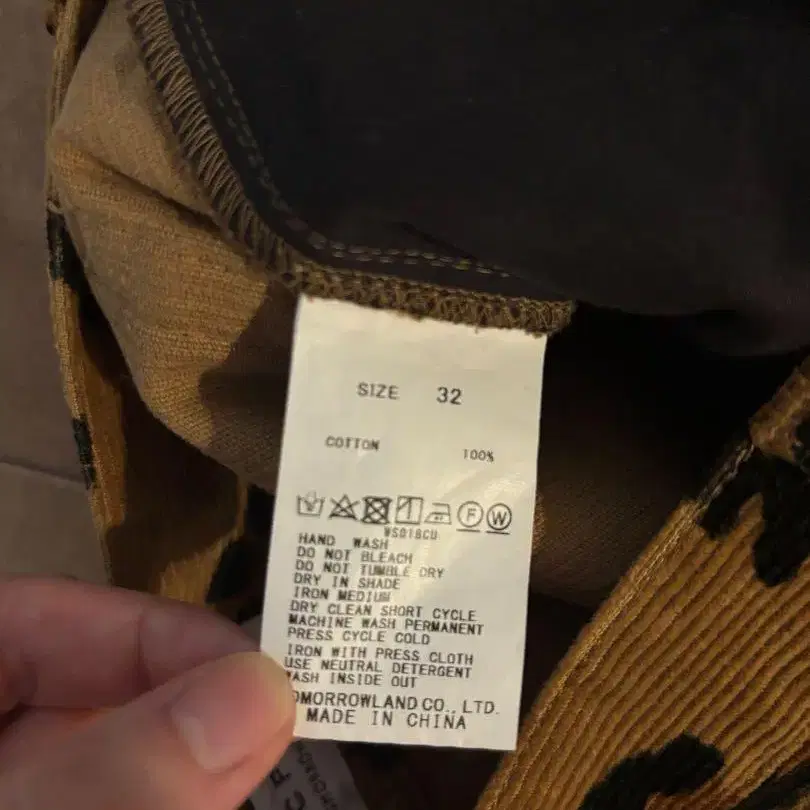 SIZE 32
COTTON 100%
F W
WS018CU
HAND WASH
DO NOT BLEACH
DO NOT TUMBLE DRY
DRY IN SHADE
IRON MEDIUM
DRY CLEAN SHORT CYCLE
MACHINE WASH PERMANENT
PRESS CYCLE COLD
IRON WITH PRESS CLOTH
USE NEUTRAL DETERGENT
WASH INSIDE OUT
OMORROWLAND CO., LTD.
MADE IN CHINA